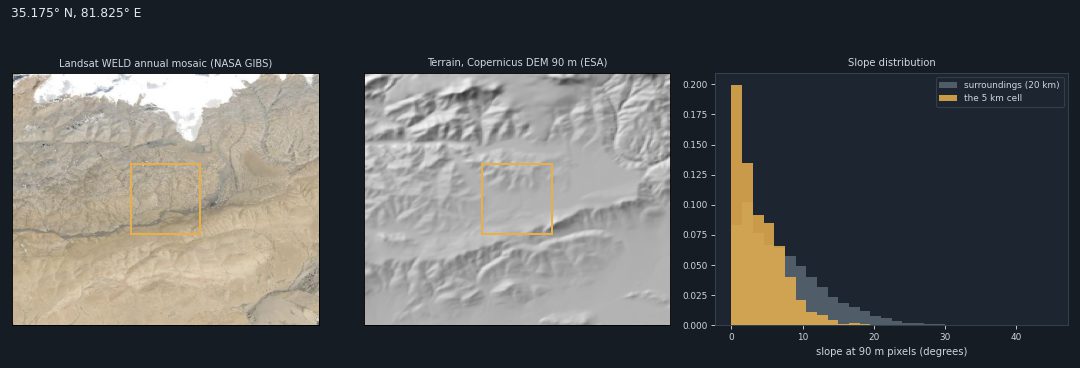 35.175° N, 81.825° E
Landsat WELD annual mosaic (NASA GIBS)
Terrain, Copernicus DEM 90 m (ESA)
Slope distribution
surroundings (20 km)
the 5 km cell
0.200
0.175
0.150
0.125
0.100
0.075
0.050
0.025
0.000
0 10 20 30 40
slope at 90 m pixels (degrees)